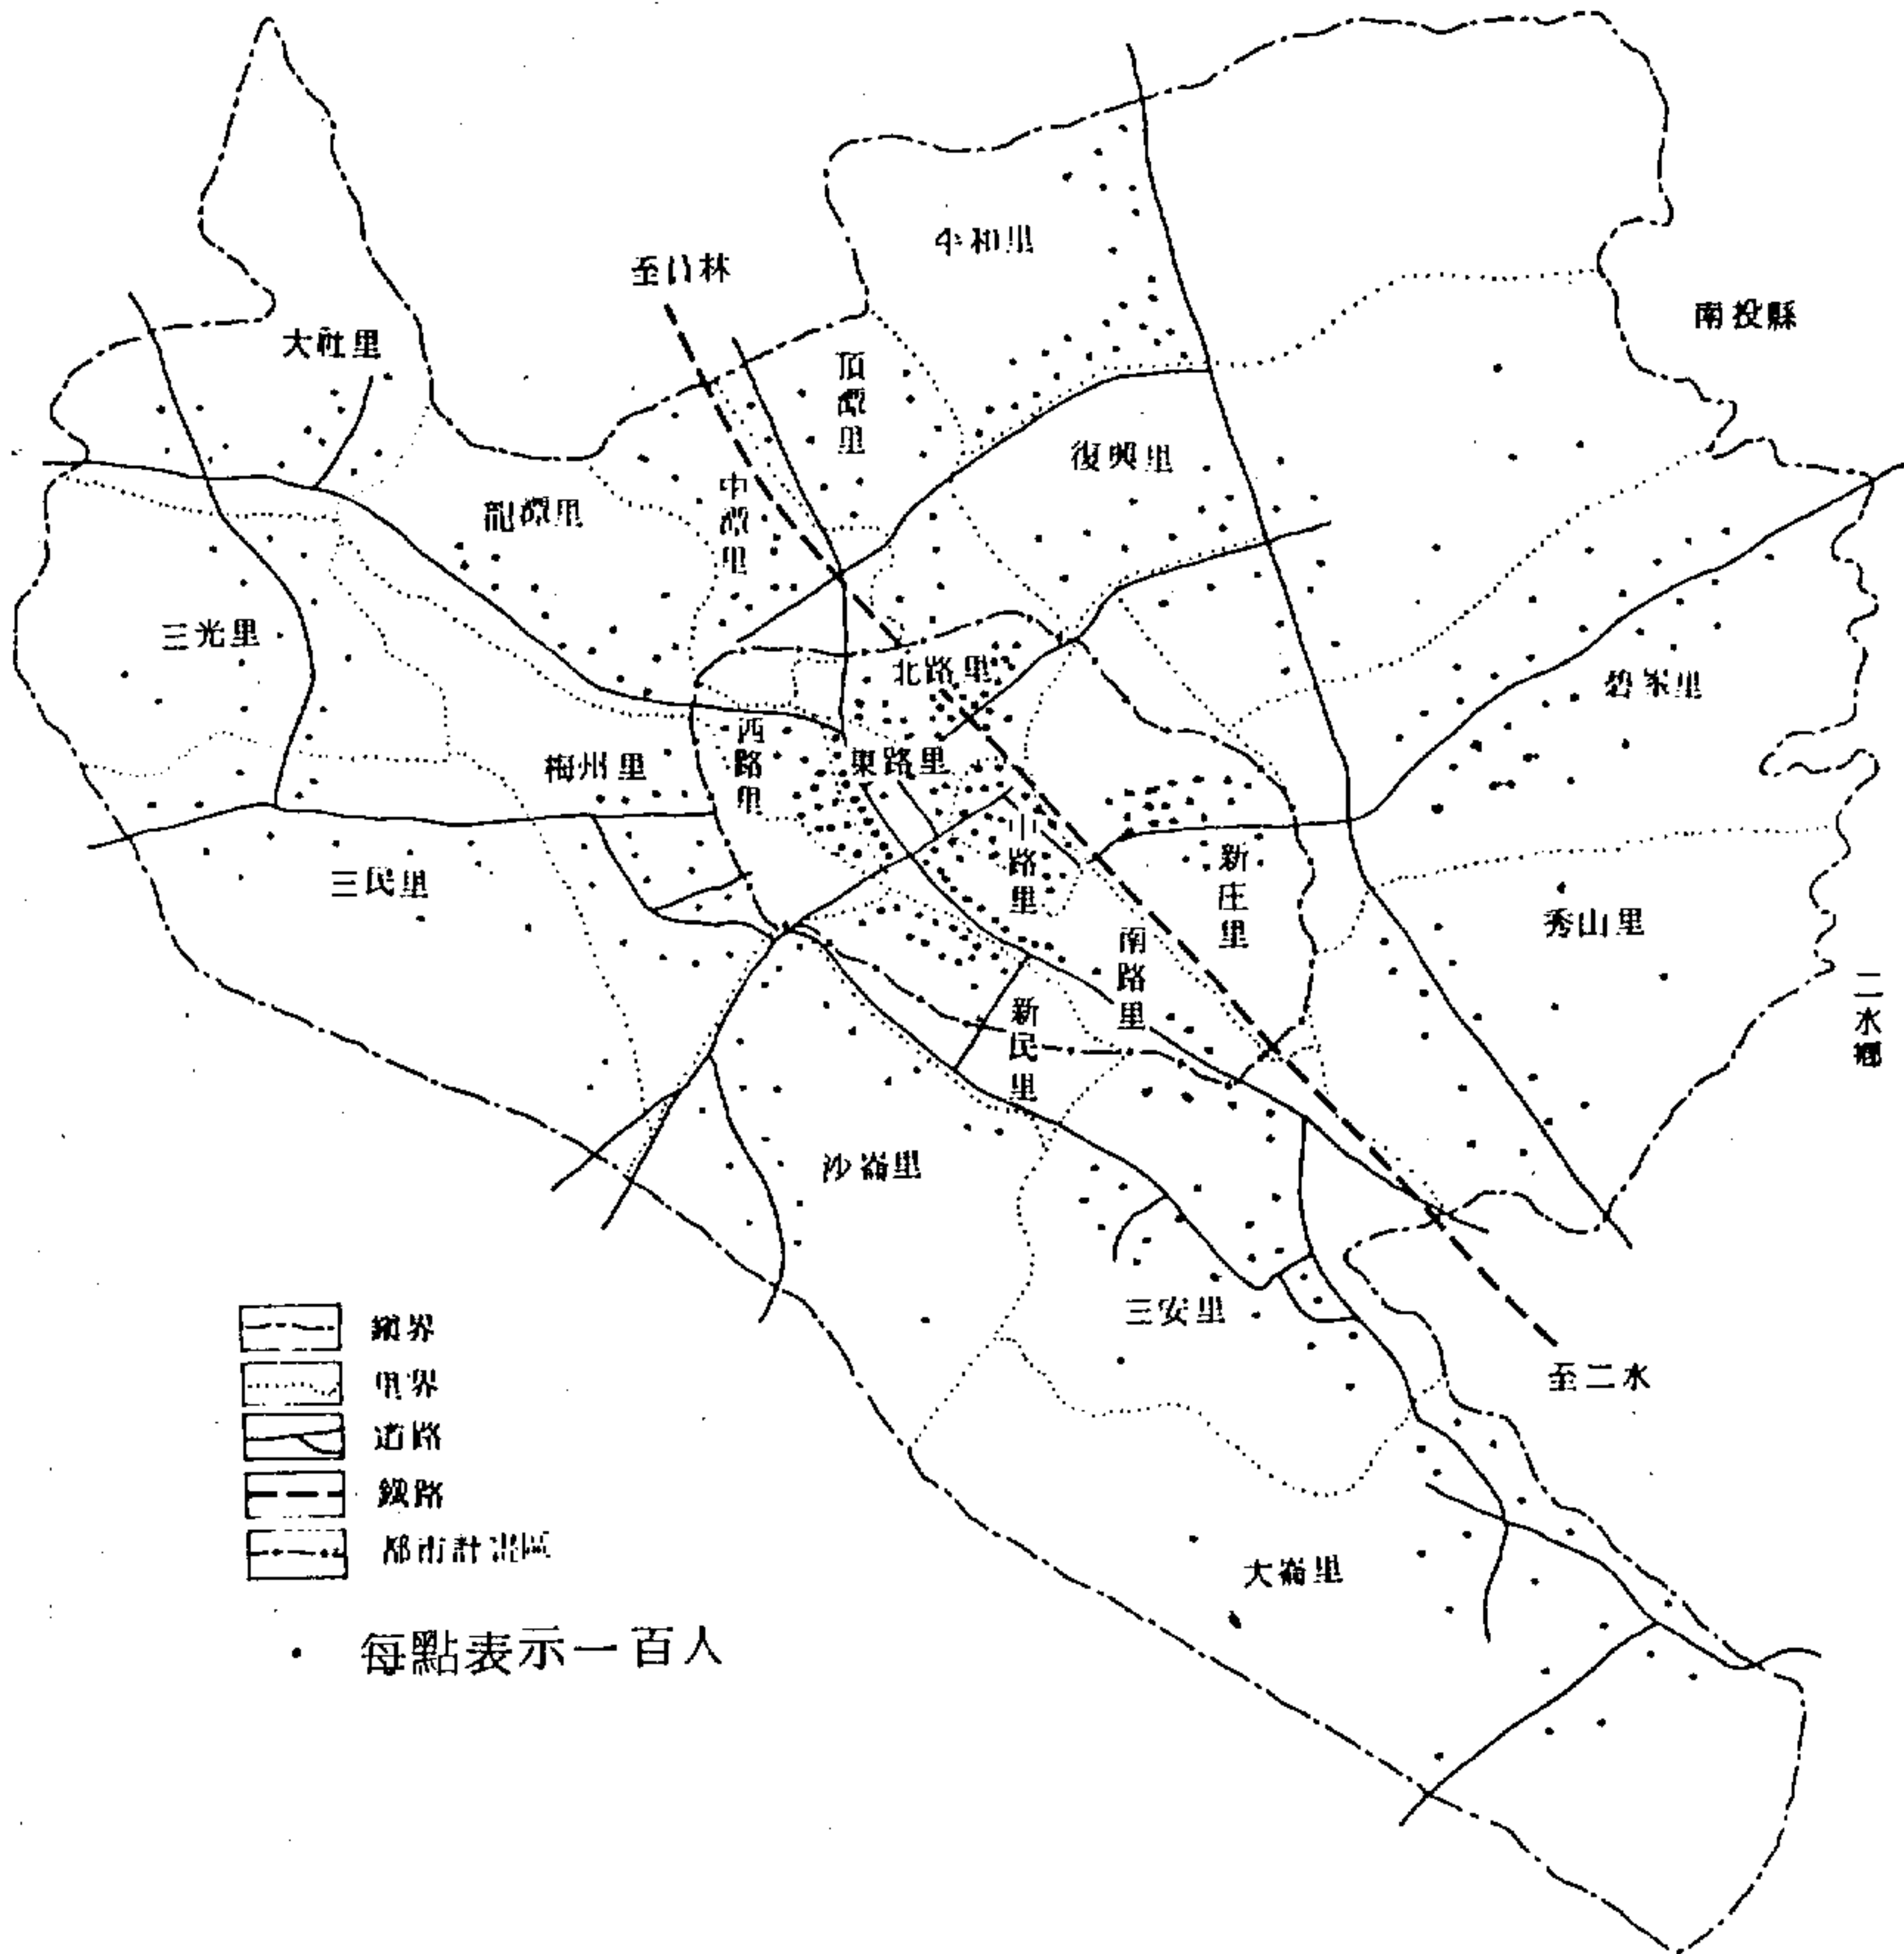 至員林
平和里
南投縣
大社里
頂潭里
復興里
龍潭里
中潭里
三光里
北路里
碧峯里
西路里
梅州里
東路里
中路里
三民里
新庄里
南路里
秀山里
新民里
二水鄉
沙崙里
三安里
至二水
鎮界
里界
道路
鐵路
都市計畫區
大崙里
每點表示一百人